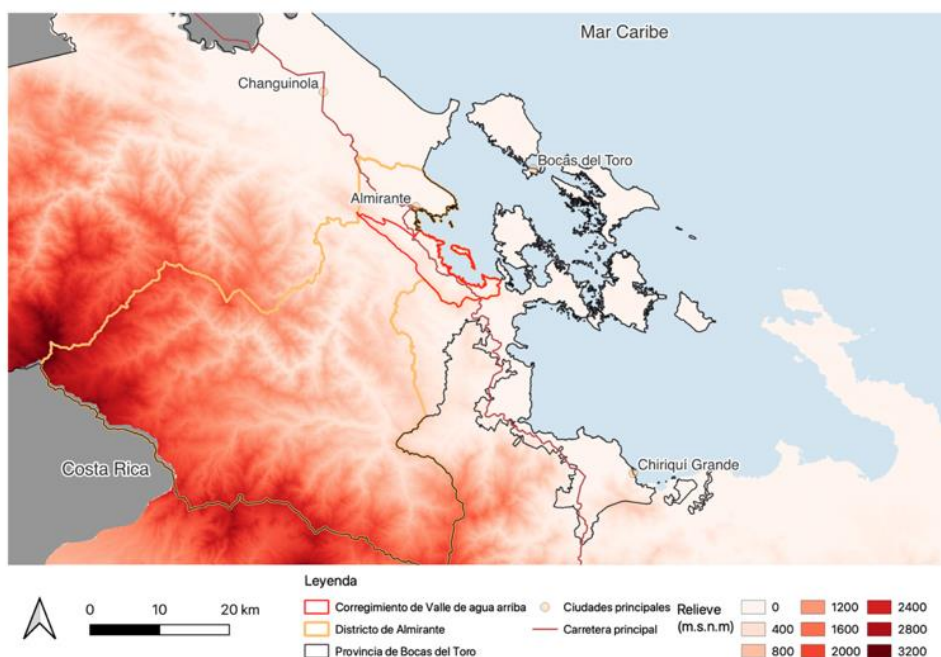 Mar Caribe
Changuinola
Bocas del Toro
Almirante
Costa Rica
Chiriquí Grande
Leyenda
0 10 20 km
Corregimiento de Valle de agua arriba
Districto de Almirante
Provincia de Bocas del Toro
Ciudades principales
Carretera principal
Relieve
(m.s.n.m)
0 1200 2400
400 1600 2800
800 2000 3200